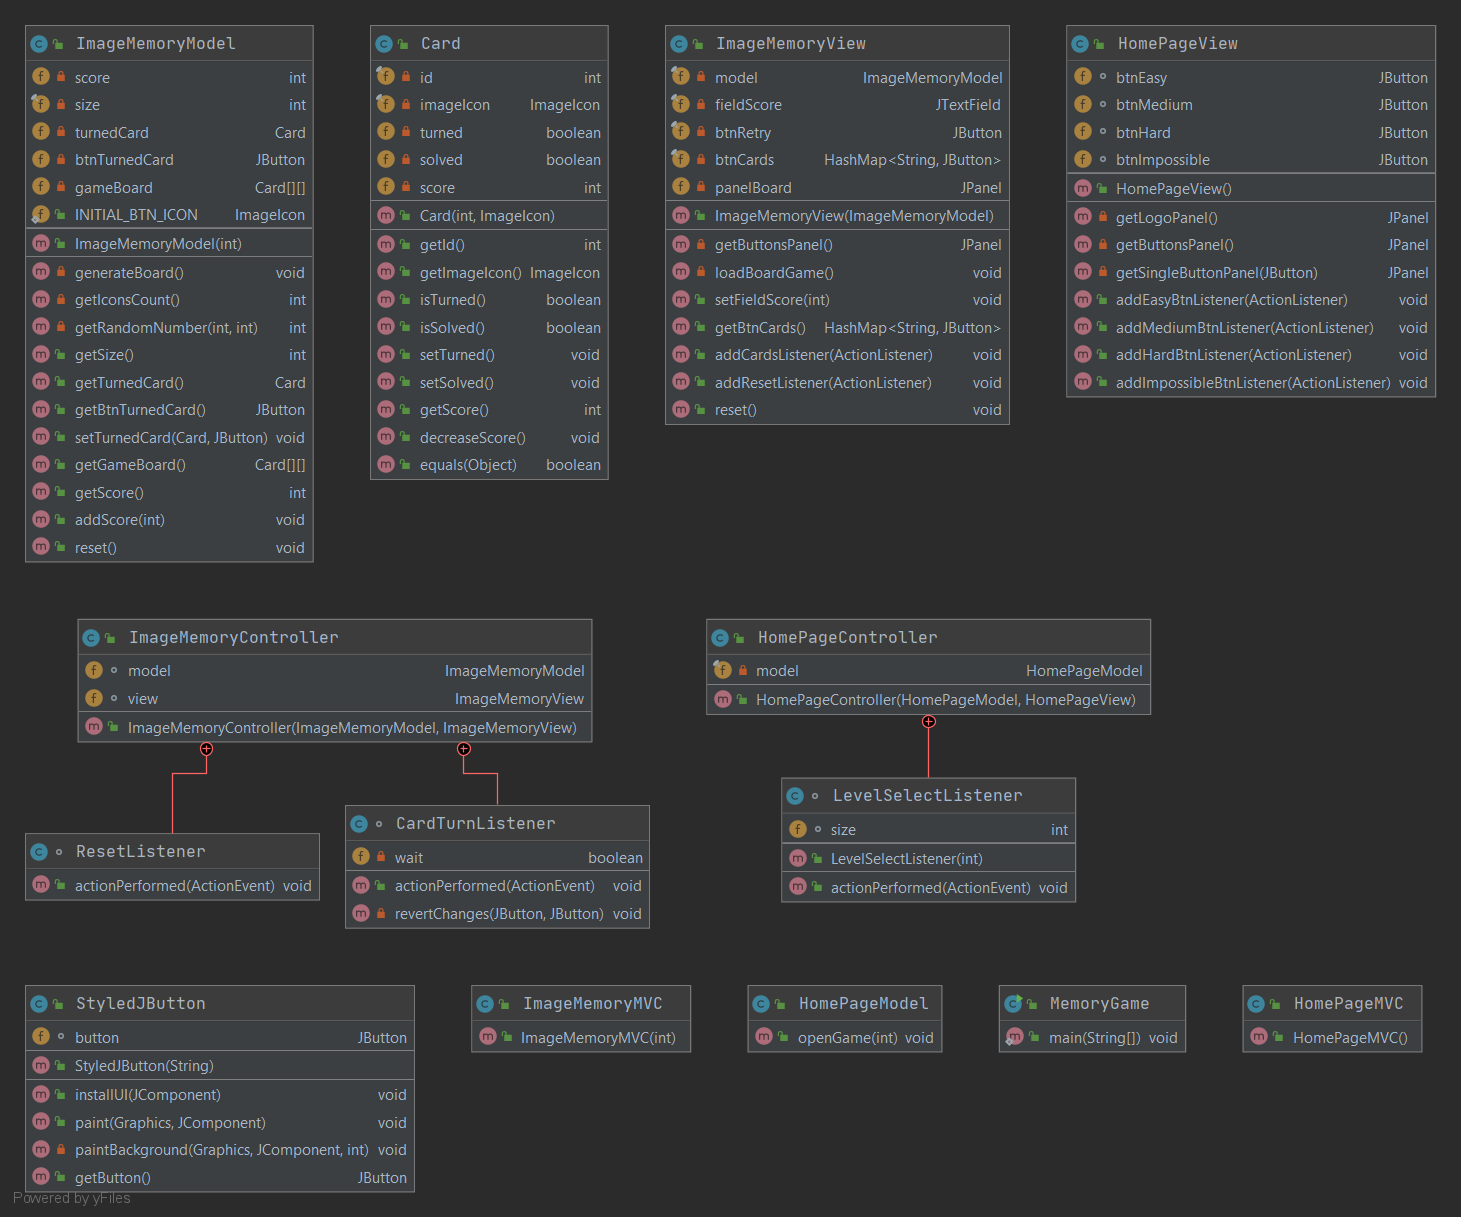 ImageMemoryModel
score int
size int
turnedCard Card
btnTurnedCard JButton
gameBoard Card[][]
INITIAL_BTN_ICON ImageIcon
ImageMemoryModel(int)
generateBoard() void
getIconsCount() int
getRandomNumber(int, int) int
getSize() int
getTurnedCard() Card
getBtnTurnedCard() JButton
setTurnedCard(Card, JButton) void
getGameBoard() Card[][]
getScore() int
addScore(int) void
reset() void
Card
id int
imageIcon ImageIcon
turned boolean
solved boolean
score int
Card(int, ImageIcon)
getId() int
getImageIcon() ImageIcon
isTurned() boolean
isSolved() boolean
setTurned() void
setSolved() void
getScore() int
decreaseScore() void
equals(Object) boolean
ImageMemoryView
model ImageMemoryModel
fieldScore JTextField
btnRetry JButton
btnCards HashMap<String, JButton>
panelBoard JPanel
ImageMemoryView(ImageMemoryModel)
getButtonsPanel() JPanel
loadBoardGame() void
setFieldScore(int) void
getBtnCards() HashMap<String, JButton>
addCardsListener(ActionListener) void
addResetListener(ActionListener) void
reset() void
HomePageView
btnEasy JButton
btnMedium JButton
btnHard JButton
btnImpossible JButton
HomePageView()
getLogoPanel() JPanel
getButtonsPanel() JPanel
getSingleButtonPanel(JButton) JPanel
addEasyBtnListener(ActionListener) void
addMediumBtnListener(ActionListener) void
addHardBtnListener(ActionListener) void
addImpossibleBtnListener(ActionListener) void
ImageMemoryController
model ImageMemoryModel
view ImageMemoryView
ImageMemoryController(ImageMemoryModel, ImageMemoryView)
HomePageController
model HomePageModel
HomePageController(HomePageModel, HomePageView)
ResetListener
actionPerformed(ActionEvent) void
CardTurnListener
wait boolean
actionPerformed(ActionEvent) void
revertChanges(JButton, JButton) void
LevelSelectListener
size int
LevelSelectListener(int)
actionPerformed(ActionEvent) void
StyledJButton
button JButton
StyledJButton(String)
installUI(JComponent) void
paint(Graphics, JComponent) void
paintBackground(Graphics, JComponent, int) void
getButton() JButton
ImageMemoryMVC
ImageMemoryMVC(int)
HomePageModel
openGame(int) void
MemoryGame
main(String[]) void
HomePageMVC
HomePageMVC()
Powered by yFiles